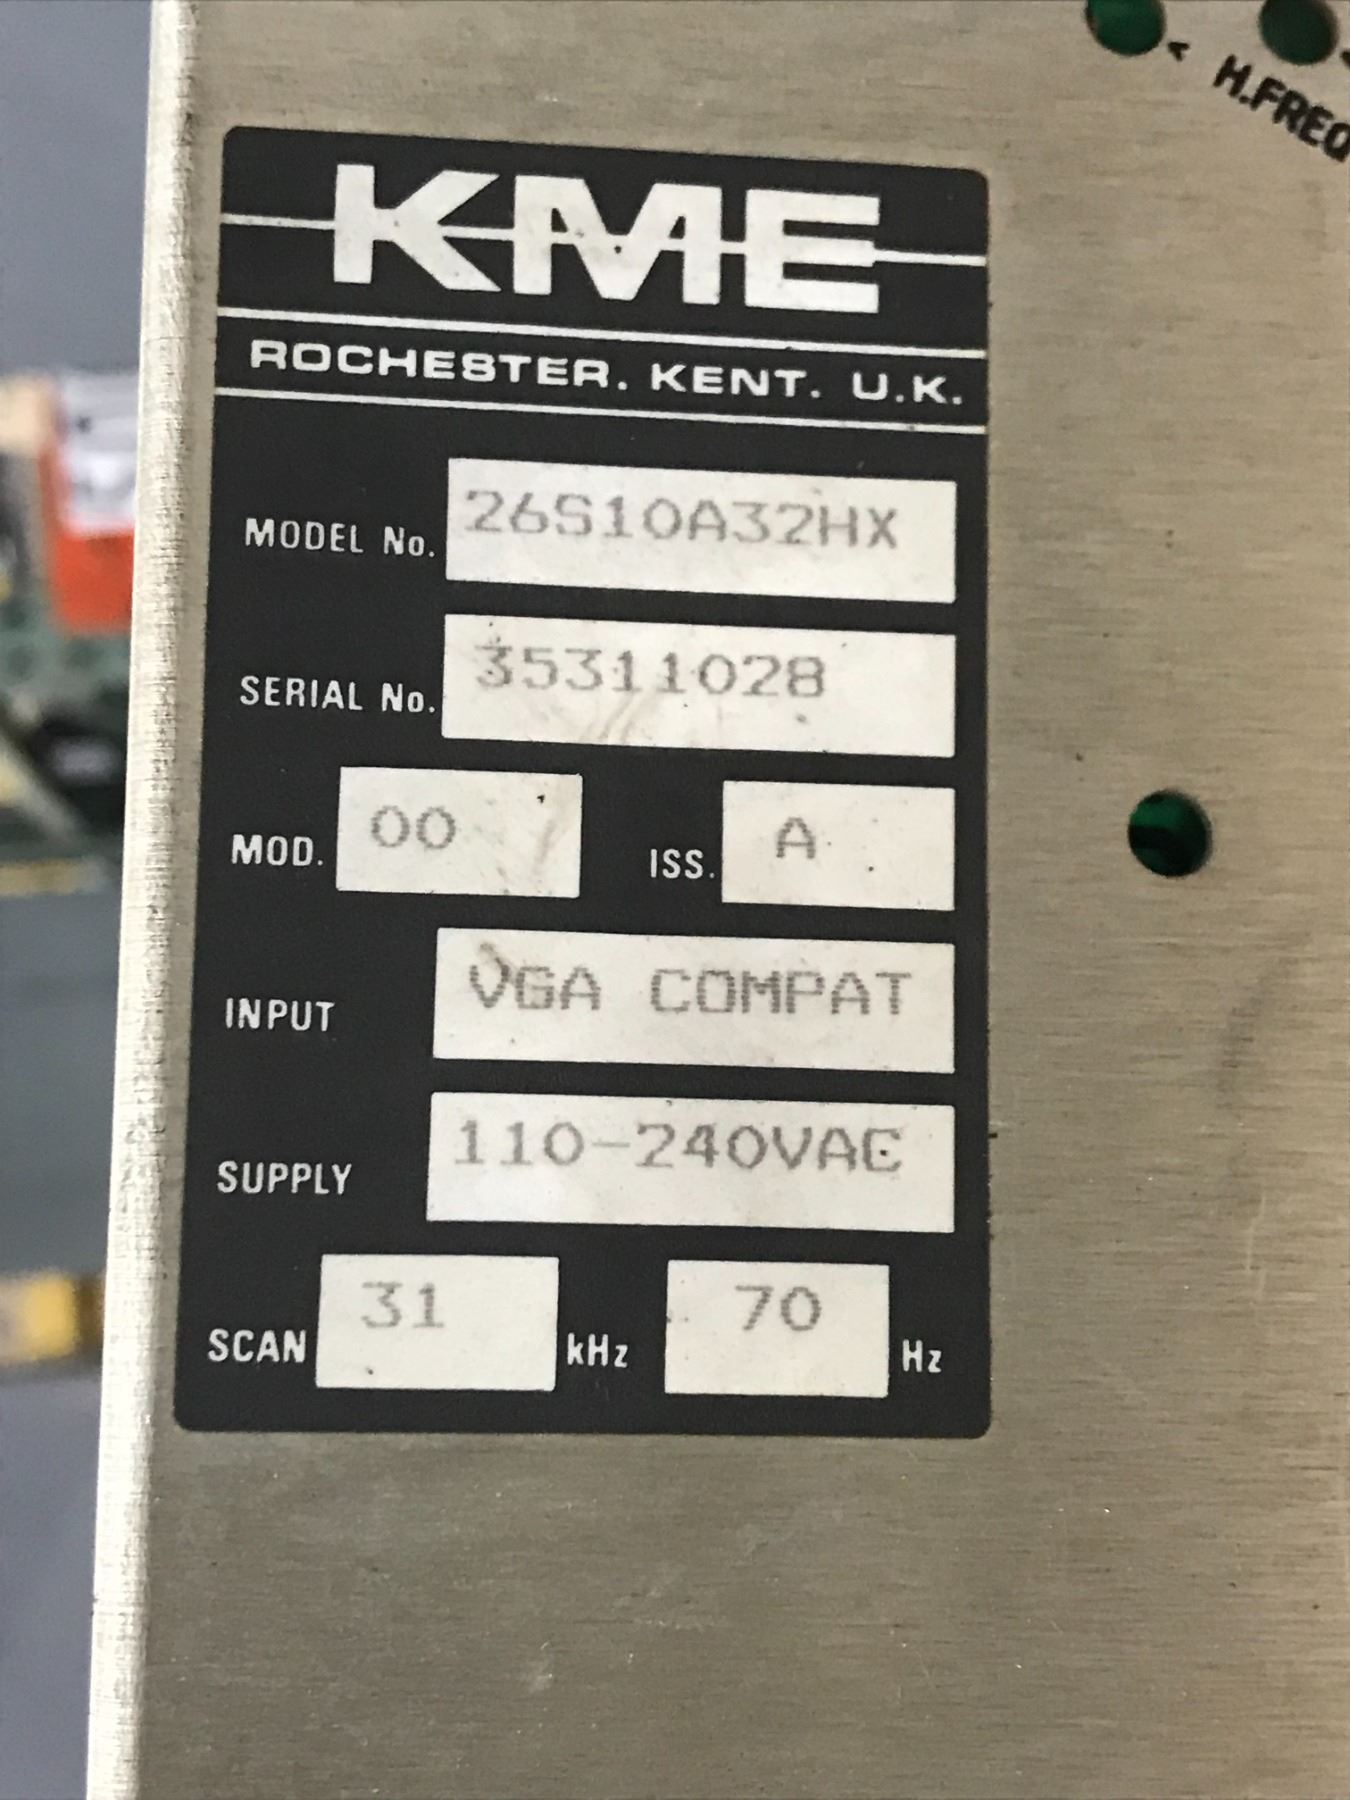 < H.FREQ
KME
ROCHESTER. KENT. U.K.
MODEL No. 26S10A32HX
SERIAL No. 35311028
MOD. 00 ISS. A
INPUT VGA COMPAT
SUPPLY 110-240VAC
SCAN 31 kHz 70 Hz